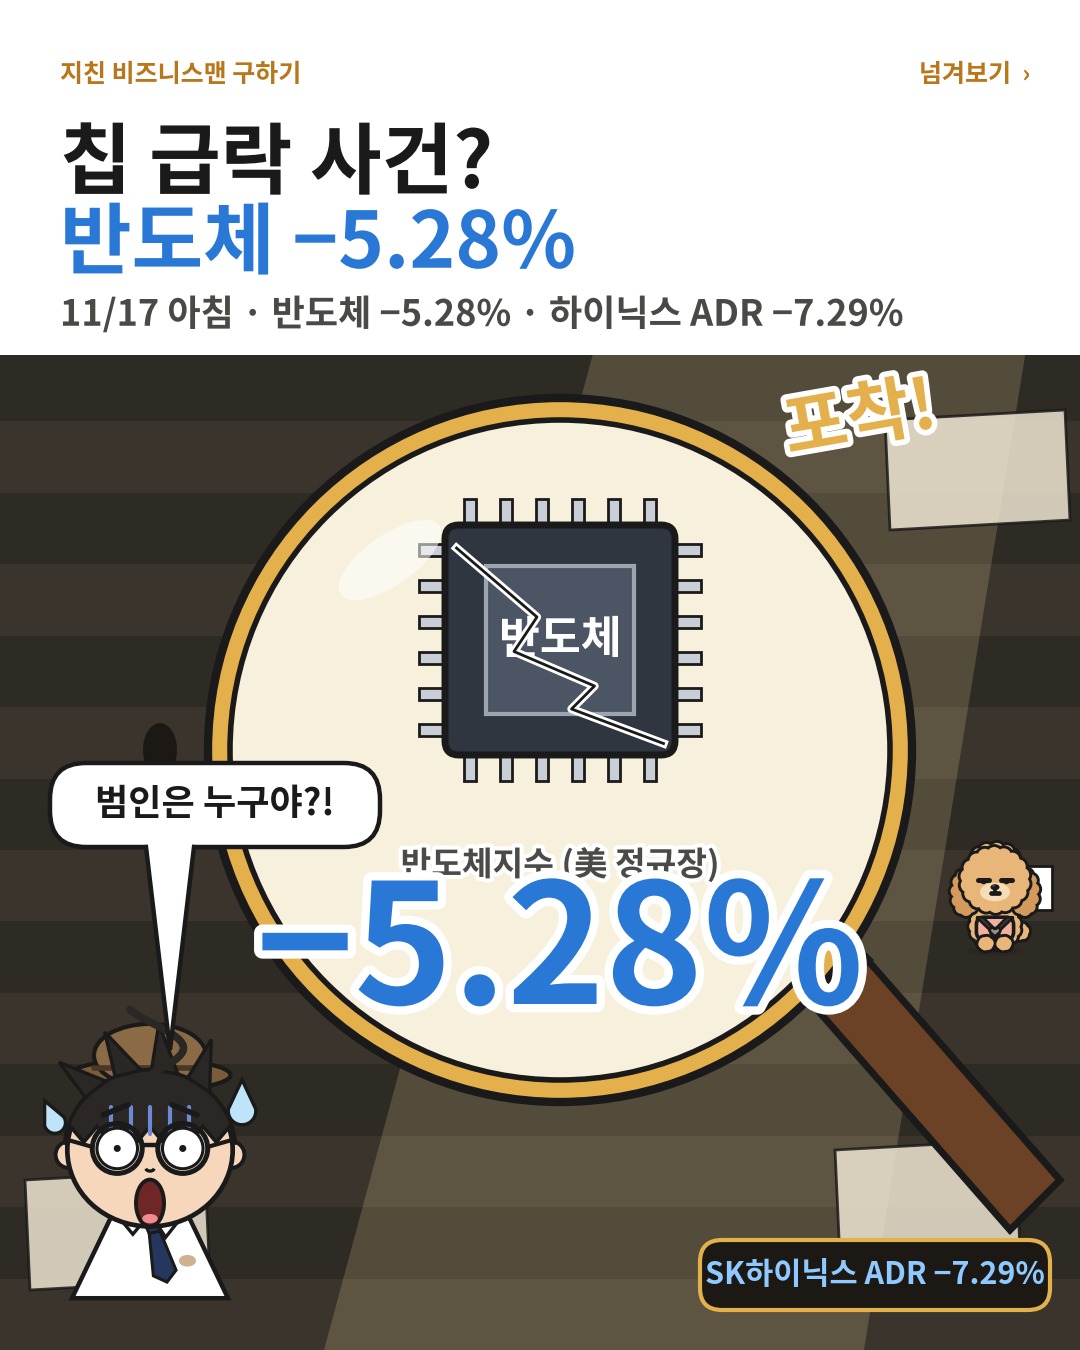 지친 비즈니스맨 구하기
넘겨보기 ›
칩 급락 사건?
반도체 −5.28%
11/17 아침 · 반도체 −5.28% · 하이닉스 ADR −7.29%
포착!
반도체
범인은 누구야?!
반도체지수 (美 정규장)
−5.28%
SK하이닉스 ADR −7.29%